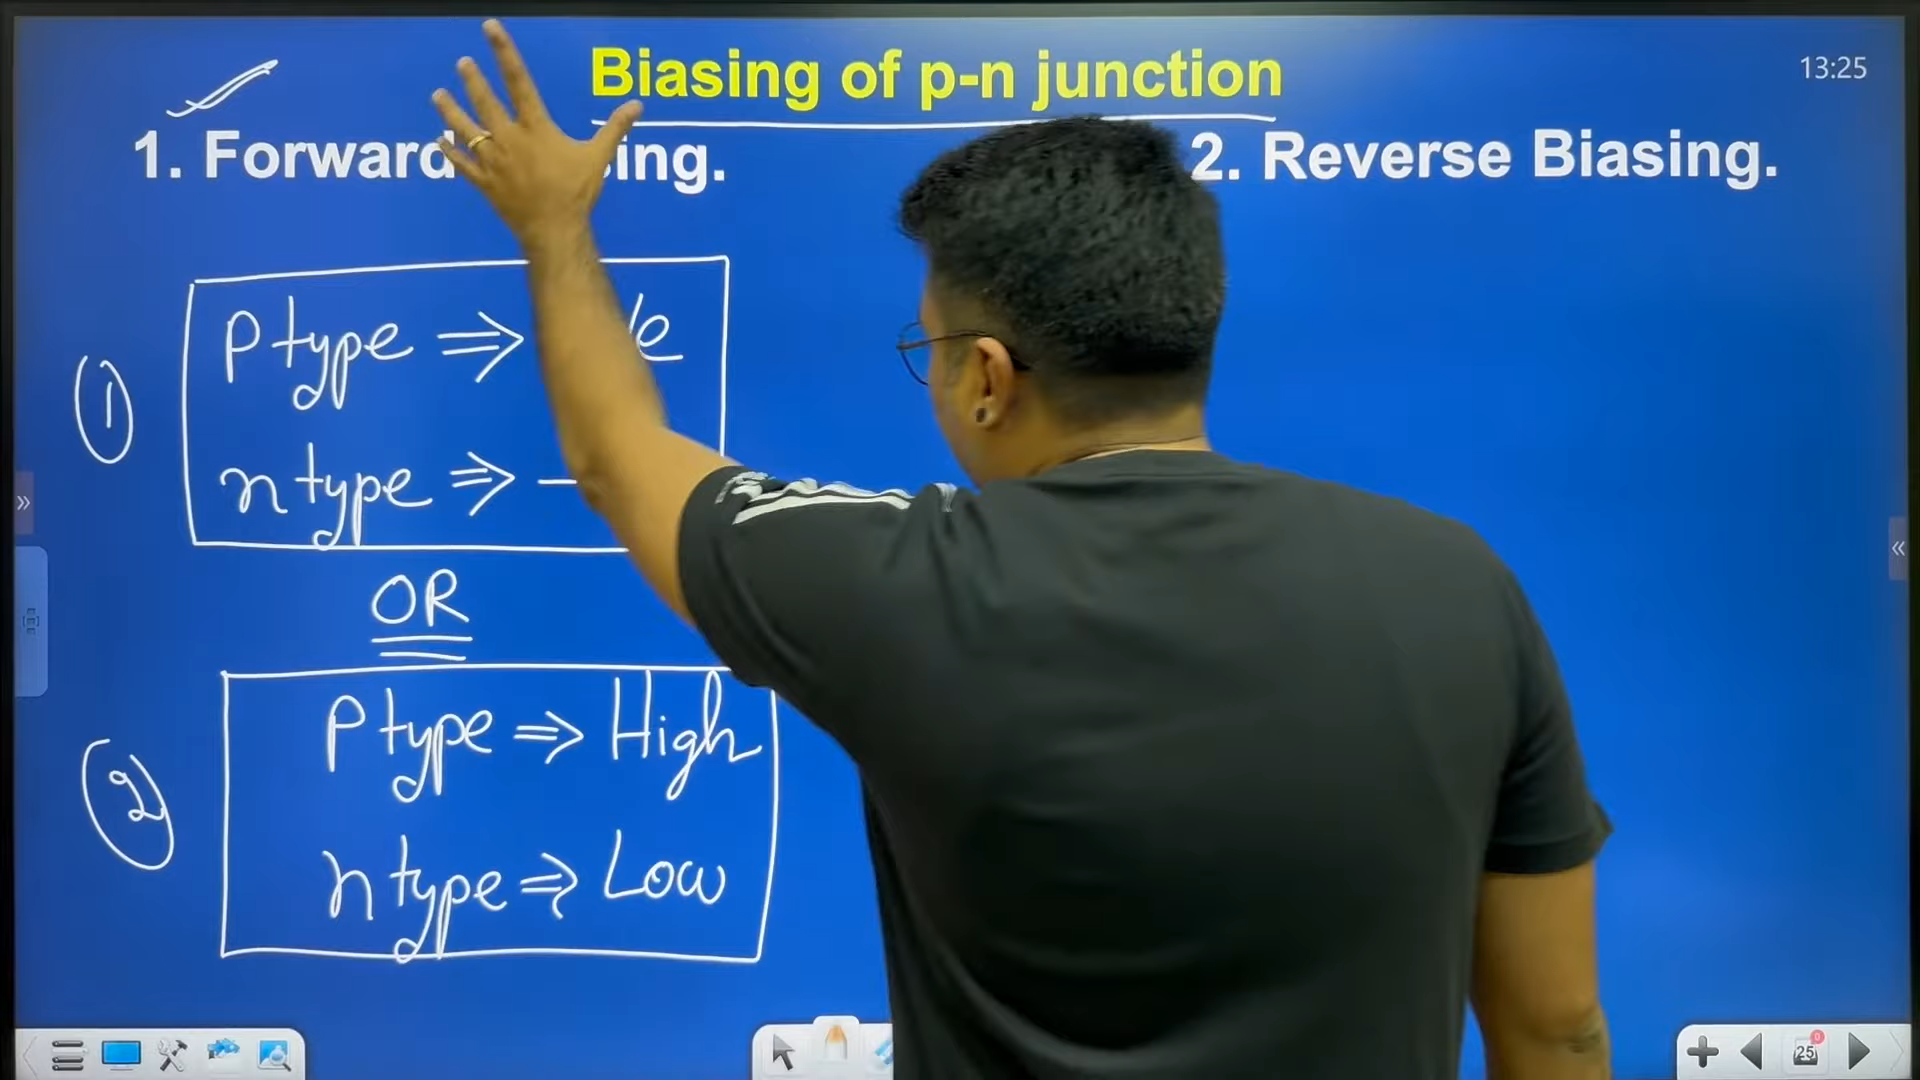 Biasing of p-n junction
13:25
1. Forward ing.
2. Reverse Biasing.
① P type ⇒
n type ⇒ –
OR
② P type ⇒ High
n type ⇒ Low
25